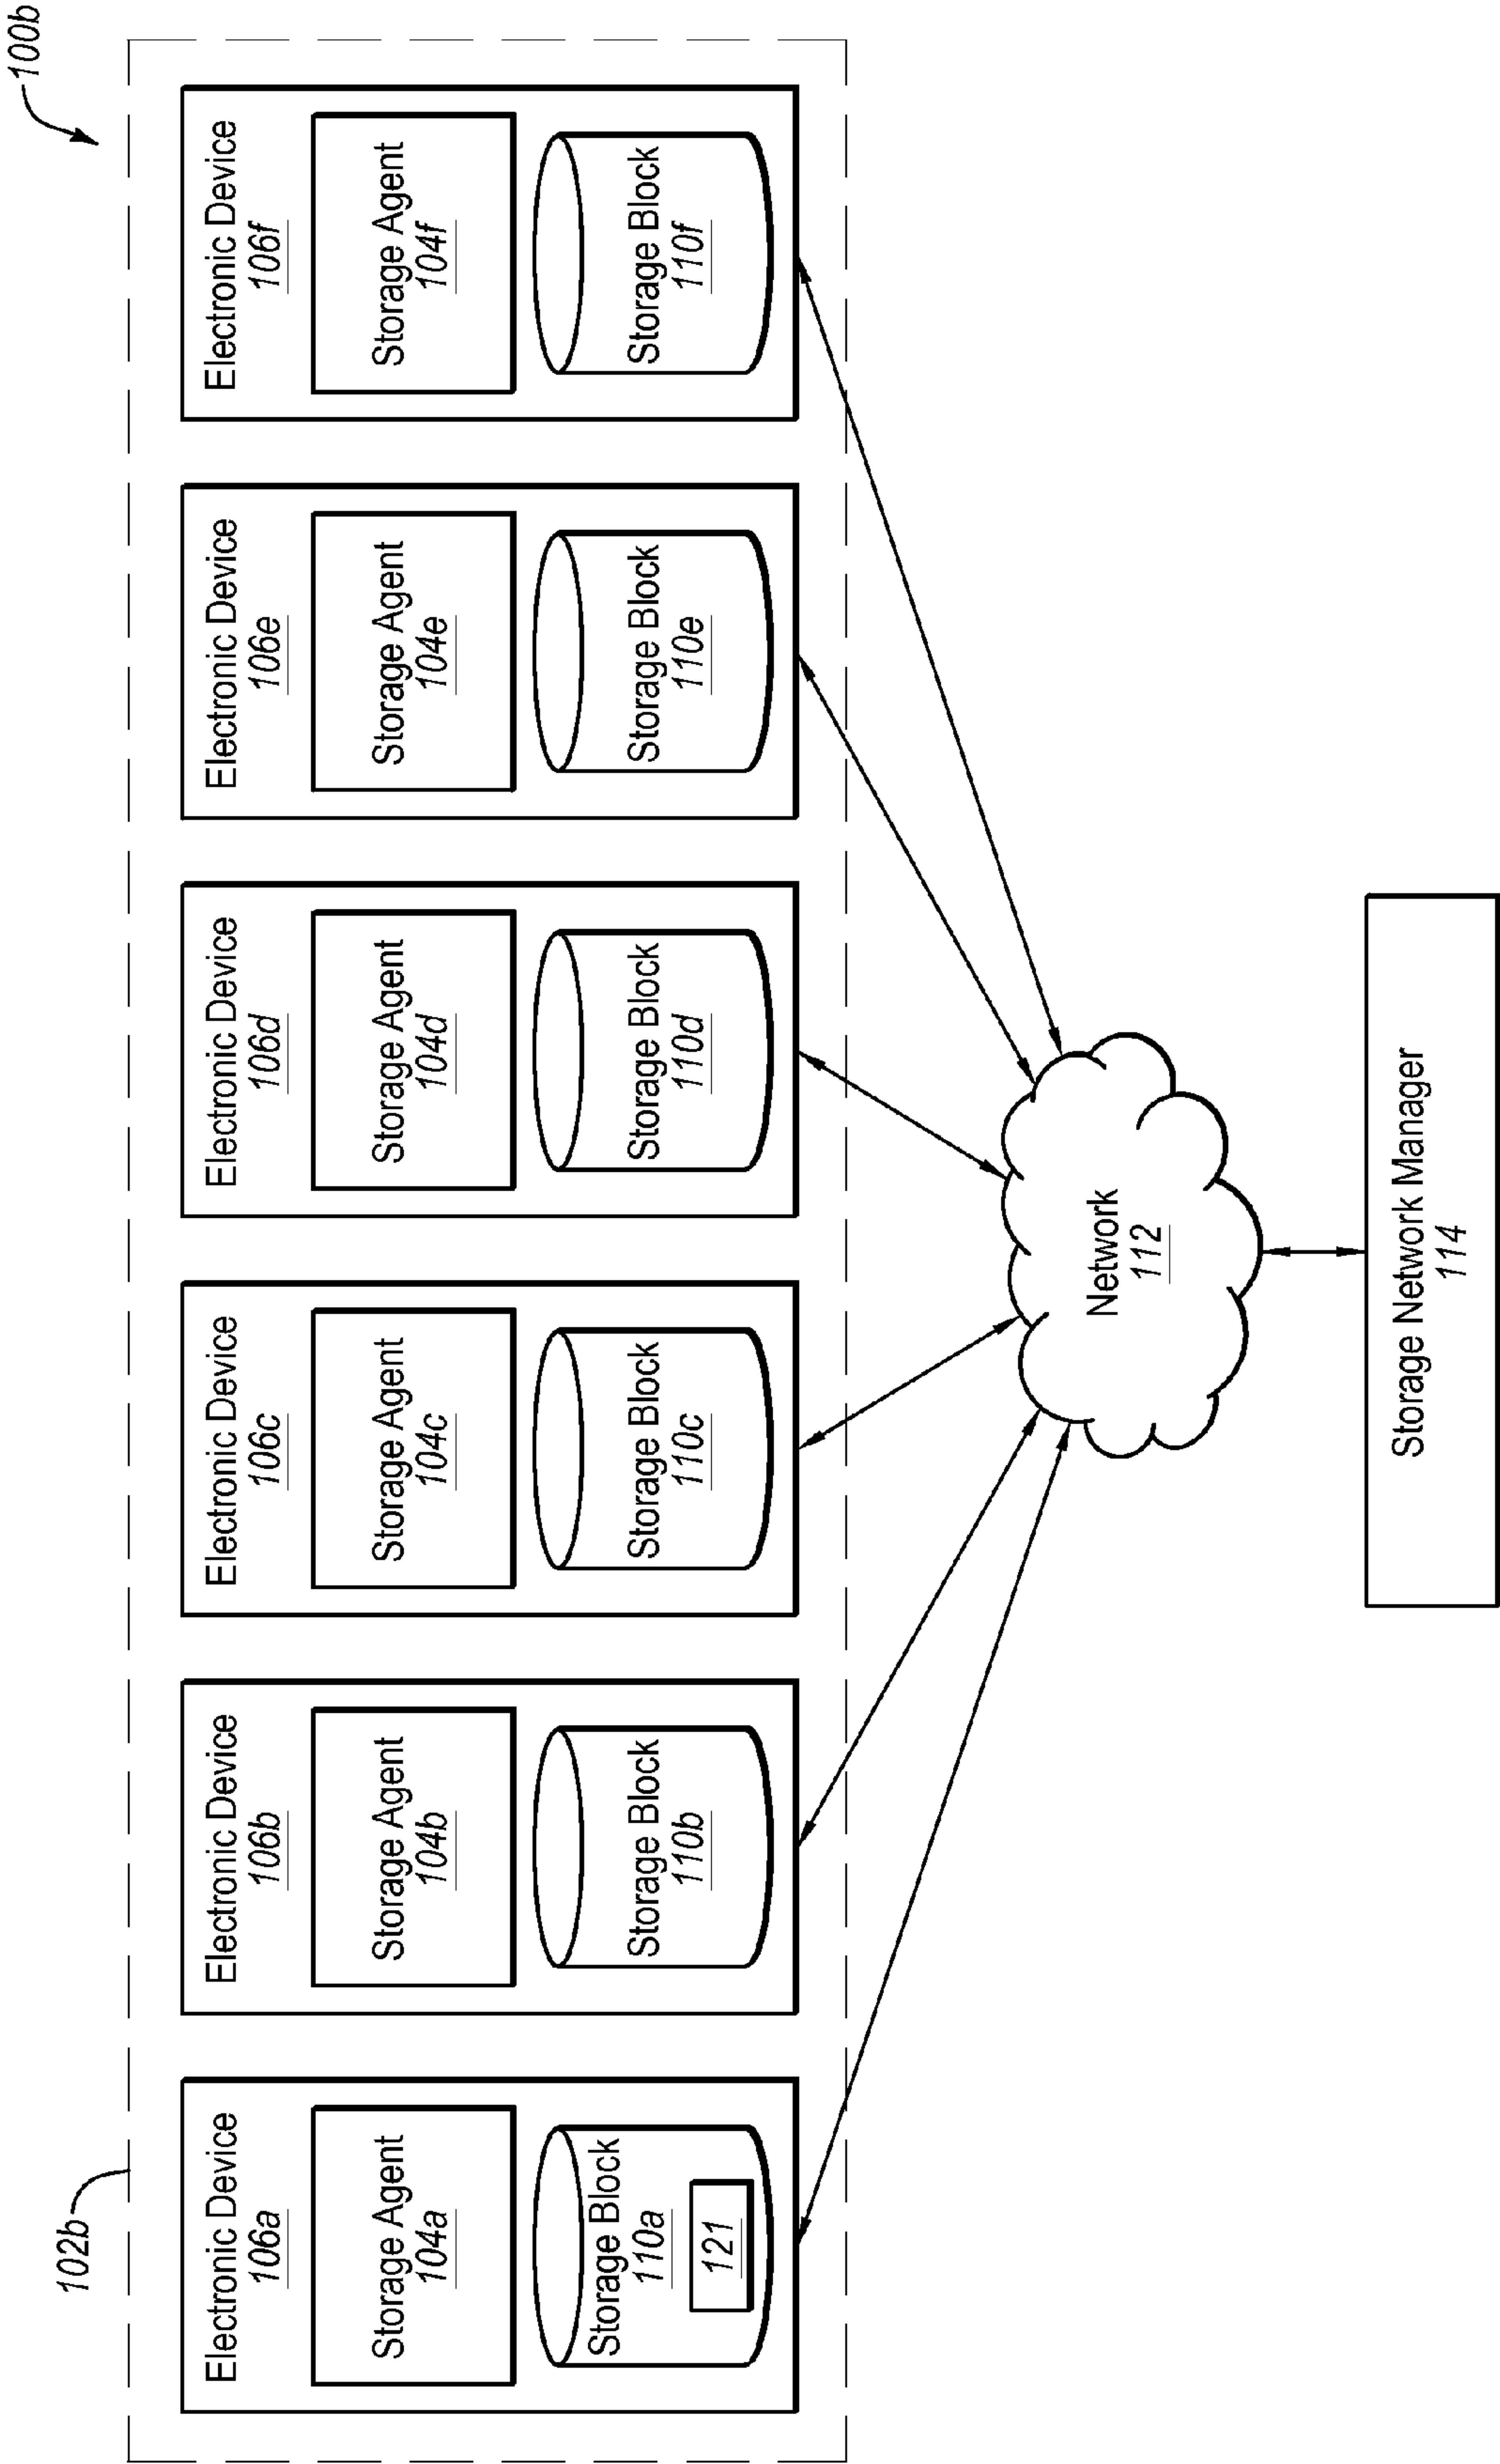 100b
102b
Electronic Device
106a
Storage Agent
104a
Storage Block
110a
121
Electronic Device
106b
Storage Agent
104b
Storage Block
110b
Electronic Device
106c
Storage Agent
104c
Storage Block
110c
Electronic Device
106d
Storage Agent
104d
Storage Block
110d
Electronic Device
106e
Storage Agent
104e
Storage Block
110e
Electronic Device
106f
Storage Agent
104f
Storage Block
110f
Network
112
Storage Network Manager
114